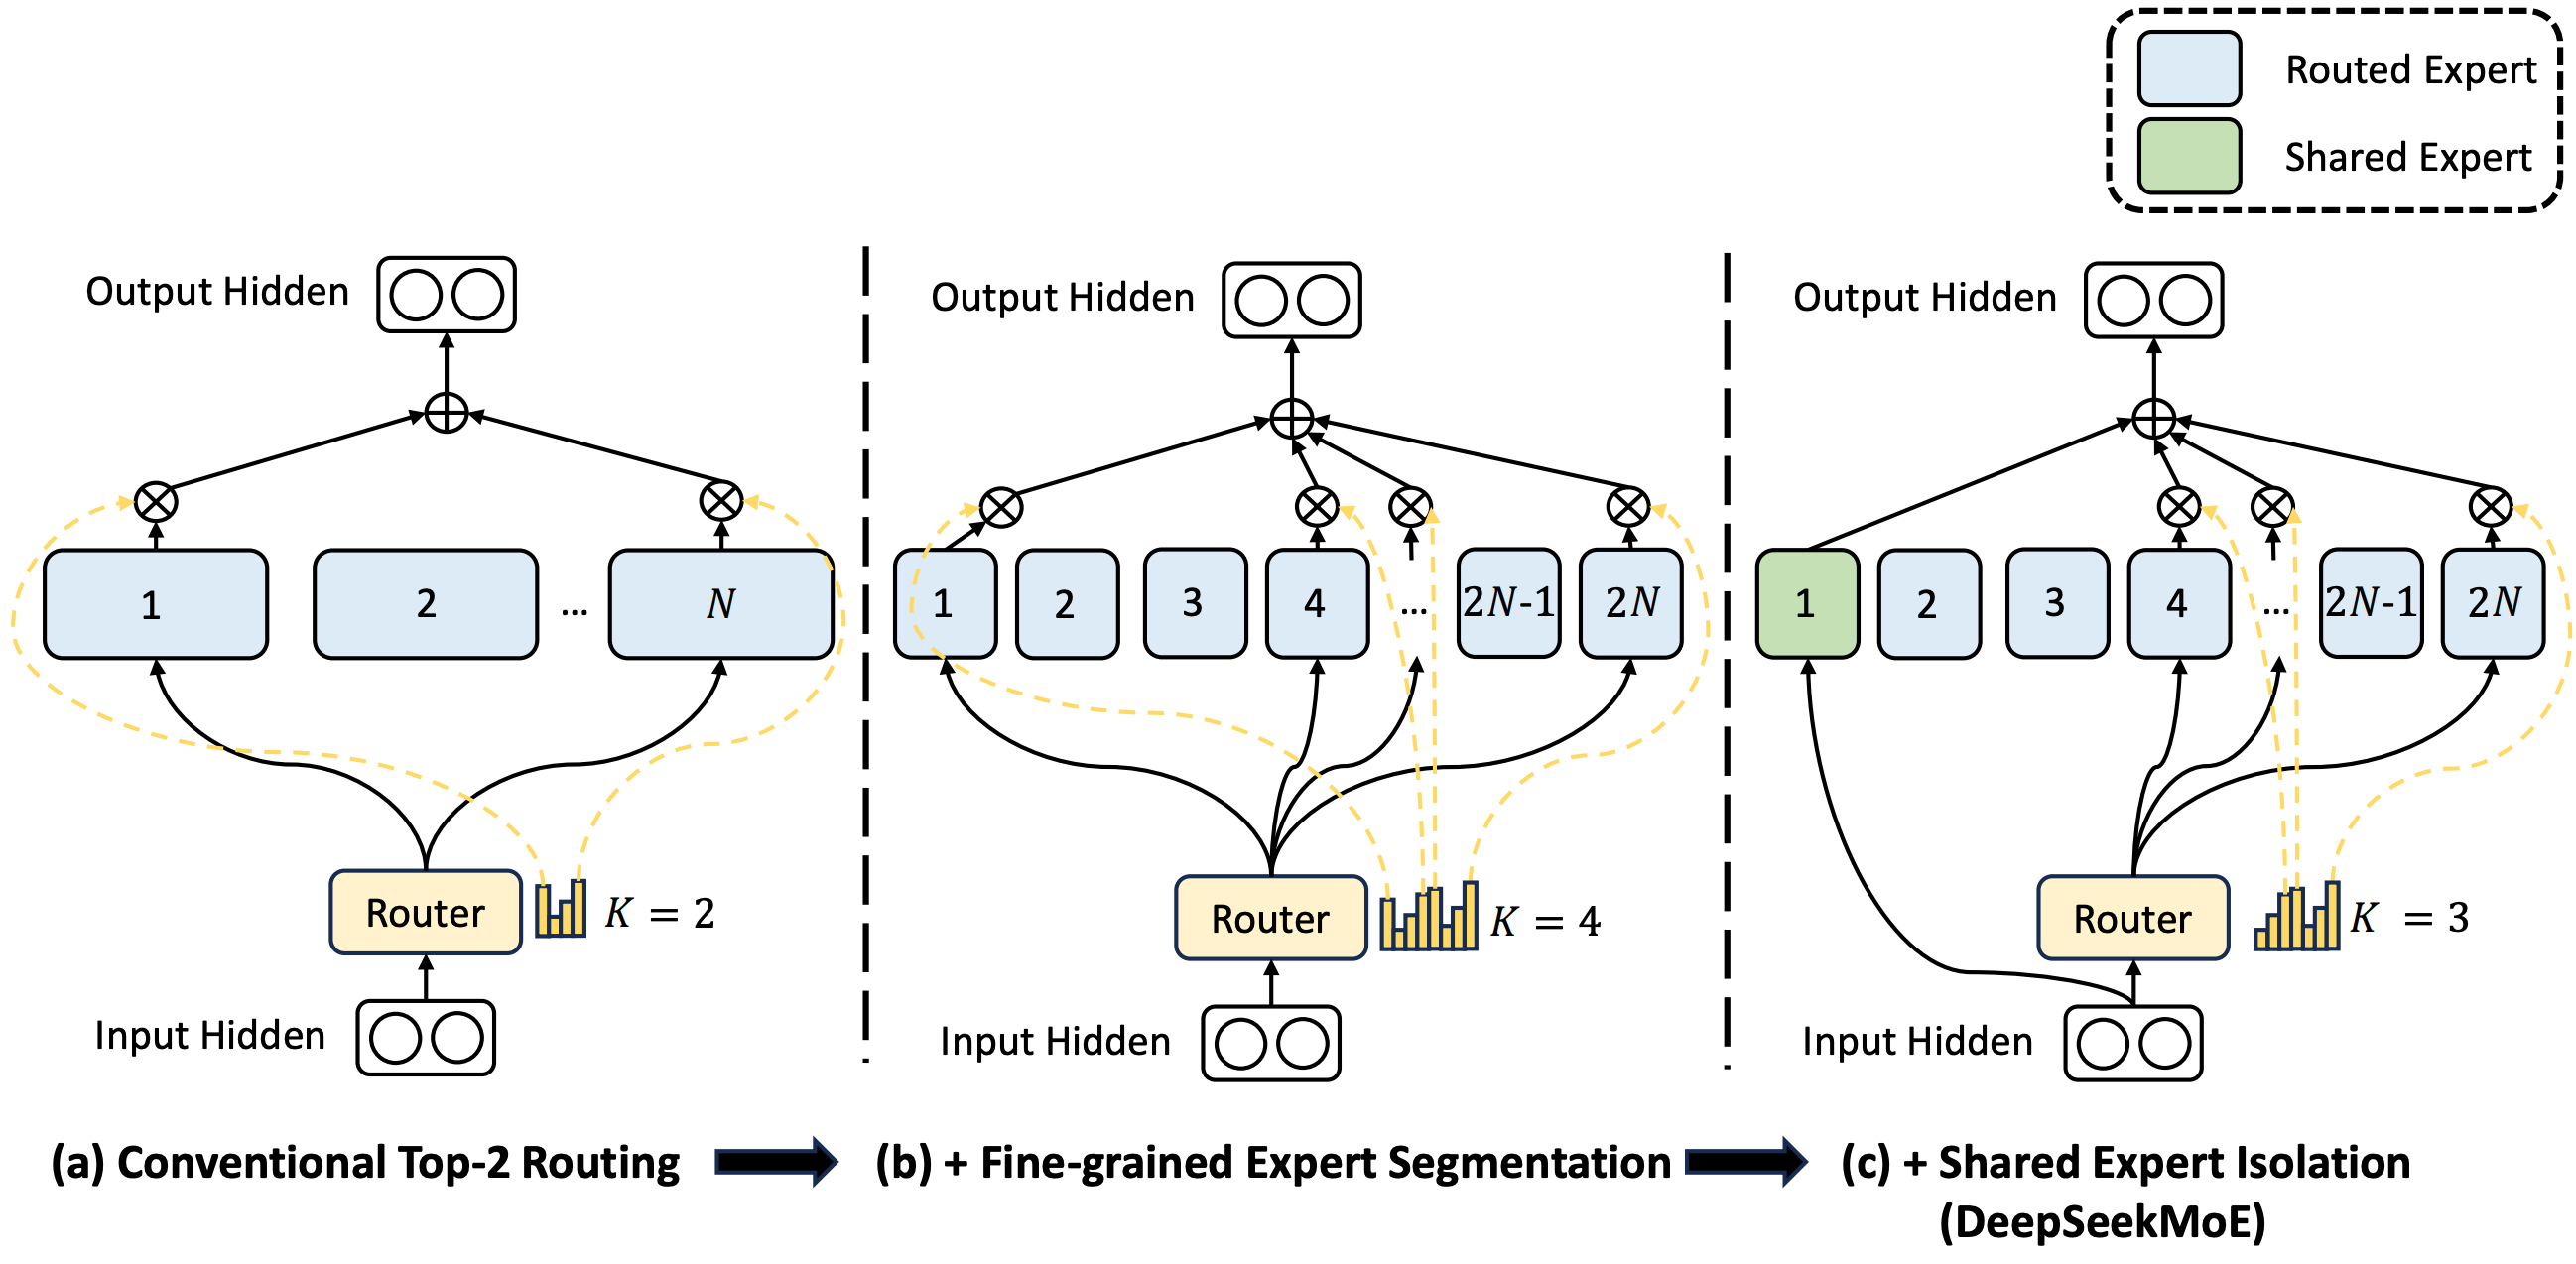 Routed Expert
Shared Expert
Output Hidden
1
2
...
N
Router
K = 2
Input Hidden
(a) Conventional Top-2 Routing
Output Hidden
1
2
3
4
...
2N-1
2N
Router
K = 4
Input Hidden
(b) + Fine-grained Expert Segmentation
Output Hidden
1
2
3
4
...
2N-1
2N
Router
K = 3
Input Hidden
(c) + Shared Expert Isolation
(DeepSeekMoE)